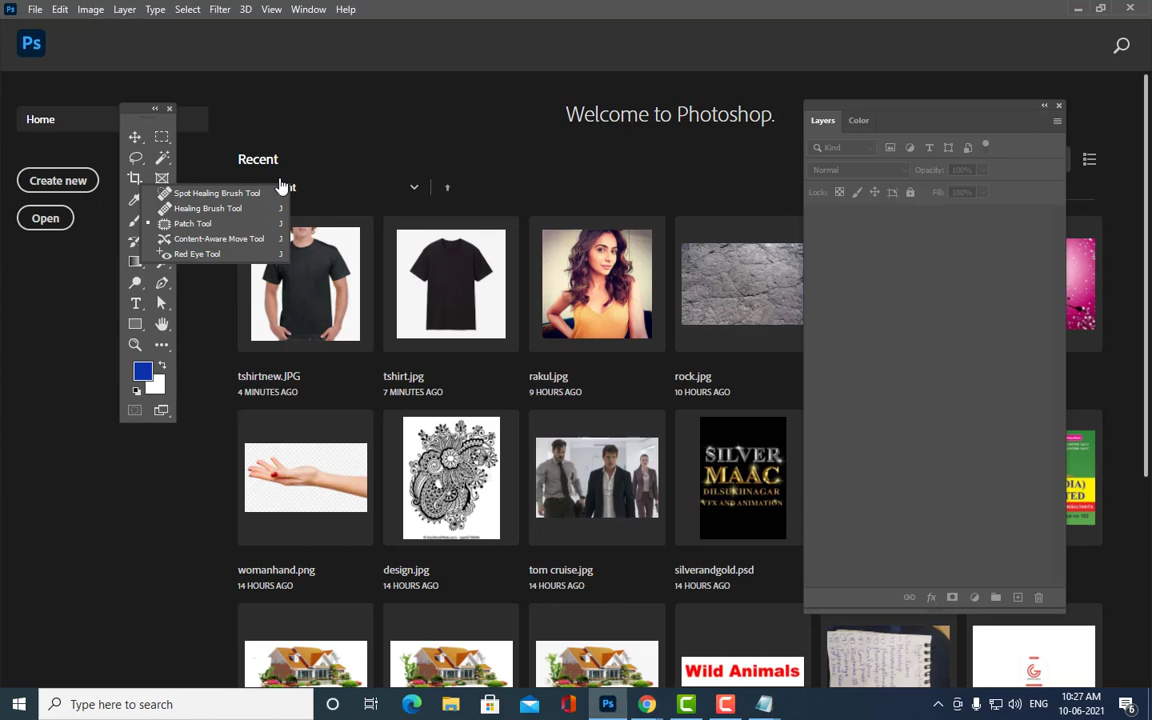 Ps File Edit Image Layer Type Select Filter 3D View Window Help
Ps
Home
Welcome to Photoshop.
Create new
Open
Recent
Spot Healing Brush Tool
Healing Brush Tool J
Patch Tool J
Content-Aware Move Tool J
Red Eye Tool J
T
Layers Color
Kind
Normal Opacity: 100%
Lock: Fill: 100%
fx
tshirtnew.JPG
4 MINUTES AGO
tshirt.jpg
7 MINUTES AGO
rakul.jpg
9 HOURS AGO
rock.jpg
10 HOURS AGO
SILVER
MAAC
DILSUKHNAGAR
VFX AND ANIMATION
womanhand.png
14 HOURS AGO
design.jpg
14 HOURS AGO
tom cruise.jpg
14 HOURS AGO
silverandgold.psd
14 HOURS AGO
Wild Animals
Type here to search
Ps
ENG
10:27 AM
10-06-2021
6